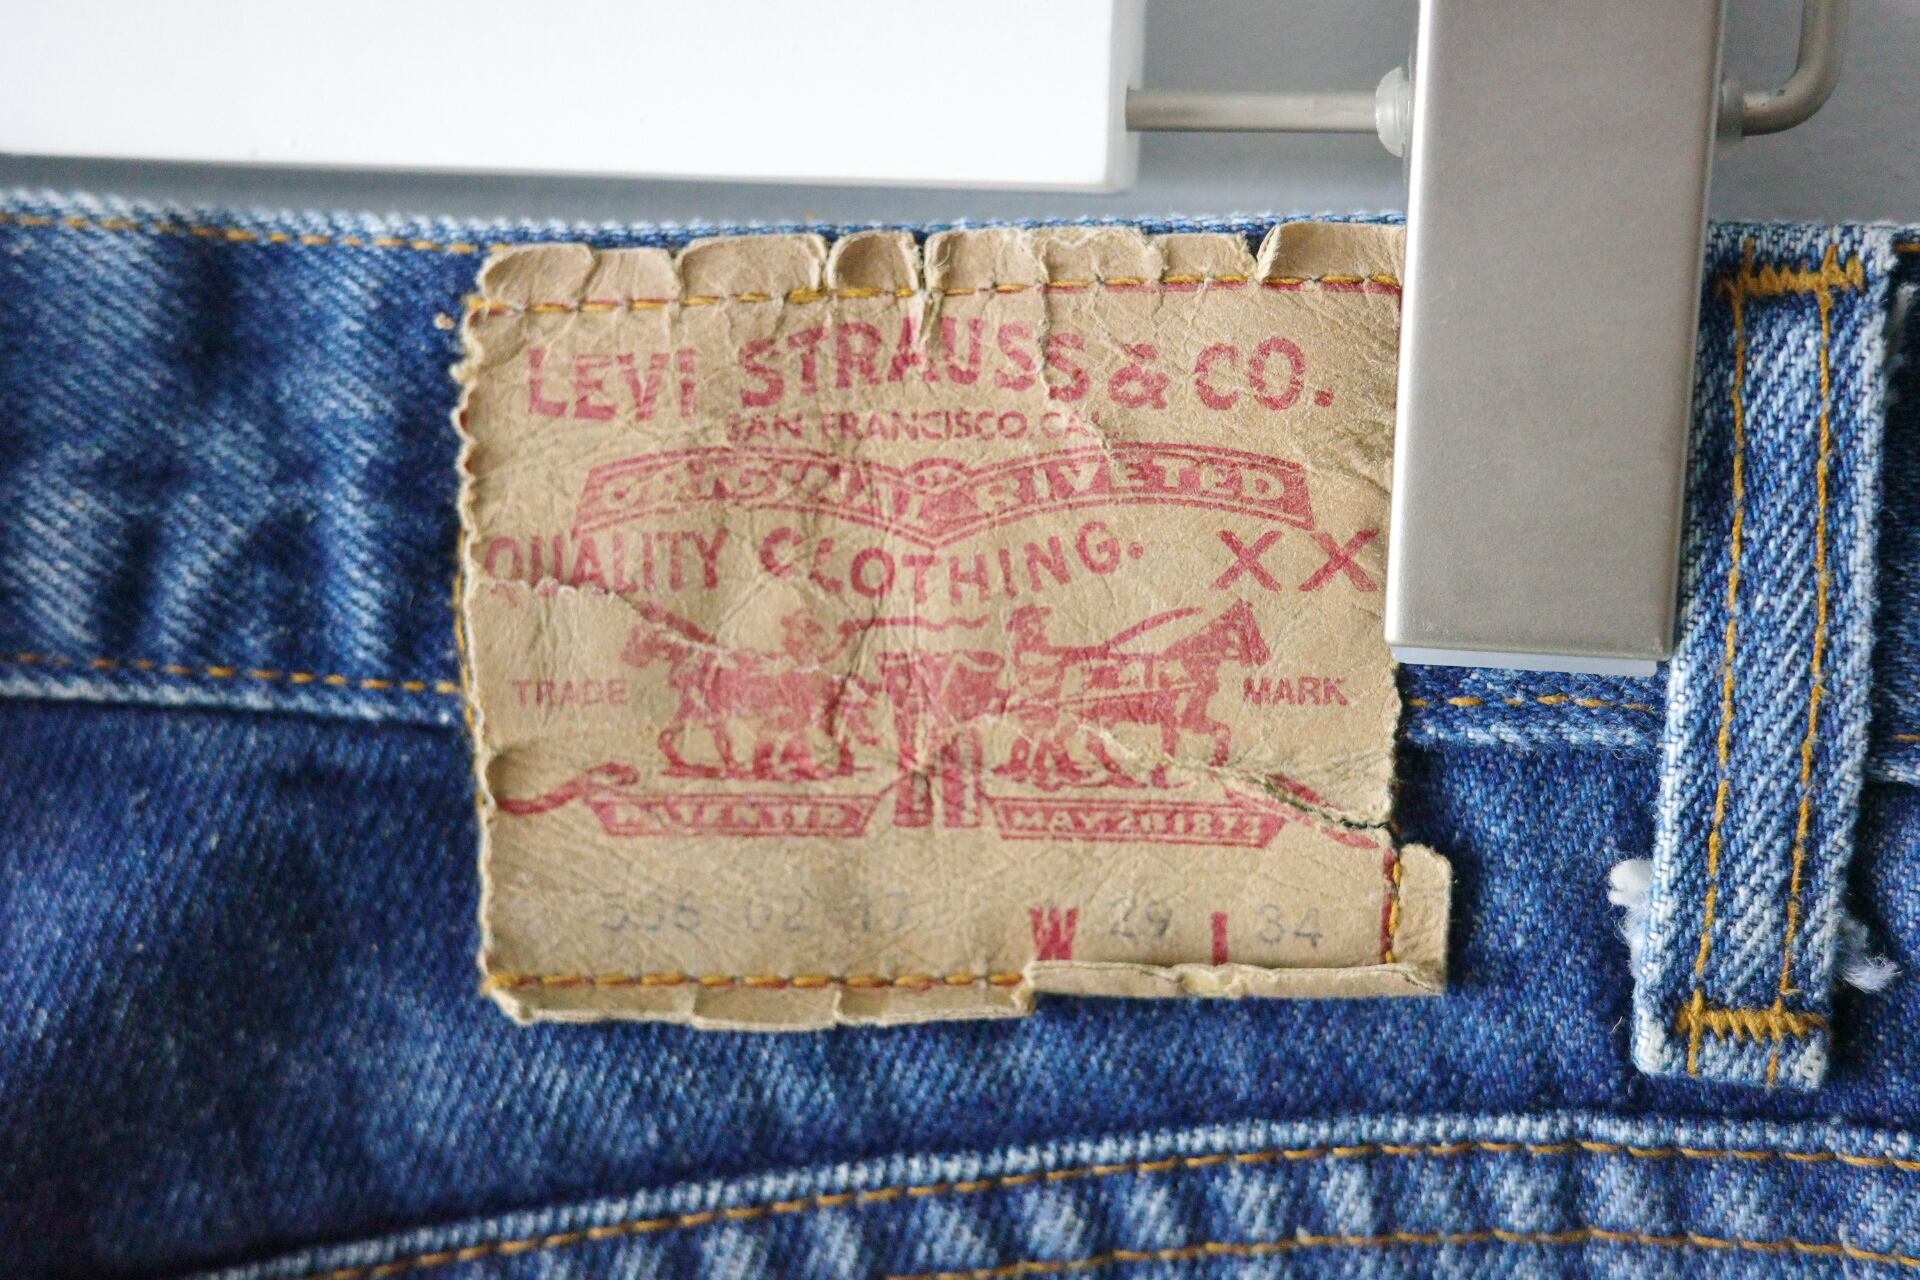 LEVI STRAUSS & CO.
SAN FRANCISCO CAL
ORIGINAL RIVETED
QUALITY CLOTHING. XX
TRADE MARK
PATENTED MAY 20 1873
W 29 L 34